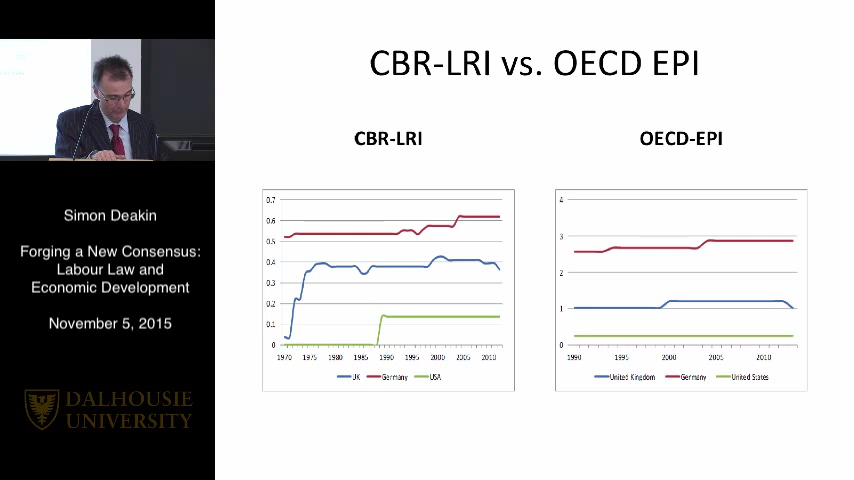 CBR-LRI vs. OECD EPI
CBR-LRI
OECD-EPI
0.7
0.6
0.5
0.4
0.3
0.2
0.1
0
1970 1975 1980 1985 1990 1995 2000 2005 2010
UK Germany USA
4
3
2
1
0
1990 1995 2000 2005 2010
United Kingdom Germany United States
Simon Deakin
Forging a New Consensus:
Labour Law and
Economic Development
November 5, 2015
DALHOUSIE
UNIVERSITY